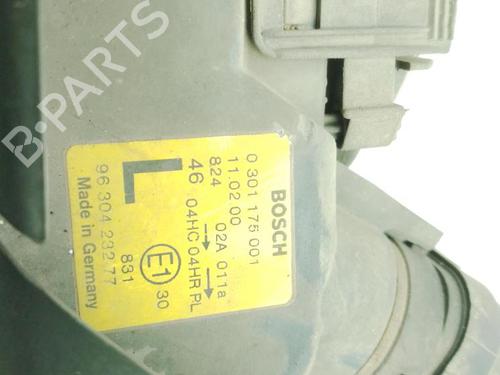 BOSCH
0 301 175 001
11.02 00
824 02A 011a
46 04HC 04HR PL
L
E1
30
831
96 304 232 77
Made in Germany
B-PARTS